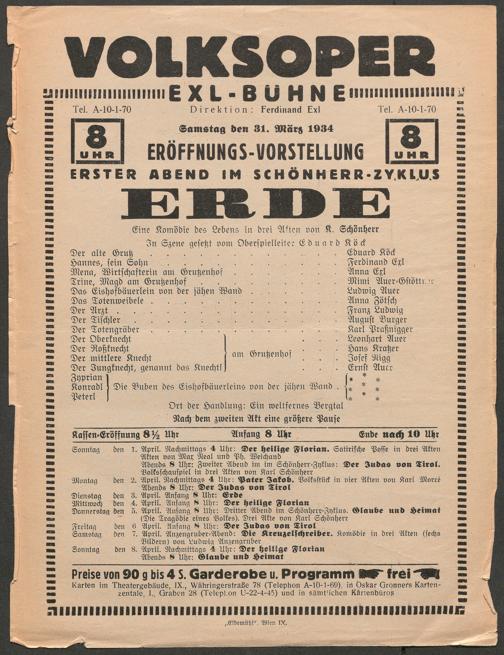 VOLKSOPER
EXL-BÜHNE
Tel. A-10-1-70 Direktion: Ferdinand Exl Tel. A-10-1-70
8 UHR Samstag den 31. März 1934 8 UHR
ERÖFFNUNGS-VORSTELLUNG
ERSTER ABEND IM SCHÖNHERR-ZYKLUS
ERDE
Eine Komödie des Lebens in drei Akten von K. Schönherr
In Szene gesetzt vom Oberspielleiter Eduard Köck
Der alte Grutz . . . Eduard Köck
Hannes, sein Sohn . . . Ferdinand Exl
Mena, Wirtschafterin am Grutzenhof . . . Anna Exl
Trine, Magd am Grutzenhof . . . Mimi Auer-Gstöttner
Das Eishofbäuerlein von der jähen Wand . . . Ludwig Auer
Das Totenweibele . . . Anna Zötsch
Der Arzt . . . Franz Ludwig
Der Tischler . . . August Burger
Der Totengräber . . . Karl Praßnigger
Der Oberknecht . . . Leonhart Auer
Der Roßknecht . . . Hans Kratzer
Der mittlere Knecht } am Grutzenhof . . . Josef Rigg
Der Jungknecht, genannt das Knechtl . . . Ernst Auer
Zyprian * *
Konrad } Die Buben des Eishofbäuerleins von der jähen Wand . { * * *
Peterl * *
Ort der Handlung: Ein weltfernes Bergtal
Nach dem zweiten Akt eine größere Pause
Kassen-Eröffnung 8½ Uhr Anfang 8 Uhr Ende nach 10 Uhr
Sonntag den 1. April. Nachmittags 4 Uhr: Der heilige Florian. Satirische Posse in drei Akten
Akten von Max Neal und Ph. Weichand
Abends 8 Uhr: Zweiter Abend im im Schönherr-Zyklus: Der Judas von Tirol.
Volksschauspiel in drei Akten von Karl Schönherr
Montag den 2. April. Nachmittags 4 Uhr: Pater Jakob. Volksstück in vier Akten von Karl Morré
Abends 8 Uhr: Der Judas von Tirol
Dienstag den 3. April. Anfang 8 Uhr: Erde
Mittwoch den 4. April. Anfang 8 Uhr: Der heilige Florian
Donnerstag den 5. April. Anfang 8 Uhr: Dritter Abend im Schönherr-Zyklus. Glaube und Heimat
(Die Tragödie eines Volkes). Drei Akte von Karl Schönherr
Freitag den 6. April. Anfang 8 Uhr: Der Judas von Tirol
Samstag den 7. April. Anzengruber-Abend: Die Kreuzelschreiber. Komödie in drei Akten (sechs
Bildern) von Ludwig Anzengruber
Sonntag den 8. April. Nachmittags 4 Uhr: Der heilige Florian
Abends 8 Uhr: Glaube und Heimat
Preise von 90 g bis 4 S. Garderobe u. Programm frei
Karten im Theatergebäude, IX., Währingerstraße 78 (Telephon A-10-1-69), in Oskar Gronners Karten-
zentale, I., Graben 28 (Telephon U-22-4-45) und in sämtlichen Kartenbüros
„Elbemühl", Wien IX.